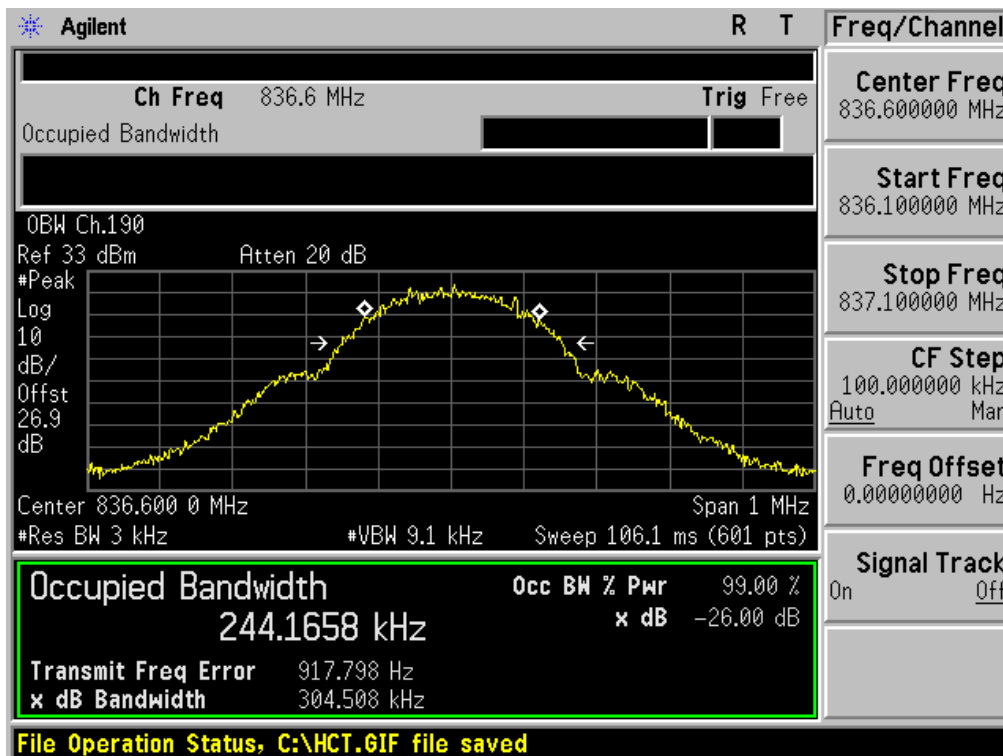 Agilent R T
Freq/Channel
Ch Freq 836.6 MHz Trig Free
Occupied Bandwidth
Center Freq
836.600000 MHz
Start Freq
836.100000 MHz
Stop Freq
837.100000 MHz
CF Step
100.000000 kHz
Auto Man
Freq Offset
0.00000000 Hz
Signal Track
On Off
OBW Ch.190
Ref 33 dBm Atten 20 dB
#Peak
Log
10
dB/
Offst
26.9
dB
Center 836.600 0 MHz Span 1 MHz
#Res BW 3 kHz #VBW 9.1 kHz Sweep 106.1 ms (601 pts)
Occupied Bandwidth Occ BW % Pwr 99.00 %
244.1658 kHz x dB -26.00 dB
Transmit Freq Error 917.798 Hz
x dB Bandwidth 304.508 kHz
File Operation Status, C:\HCT.GIF file saved